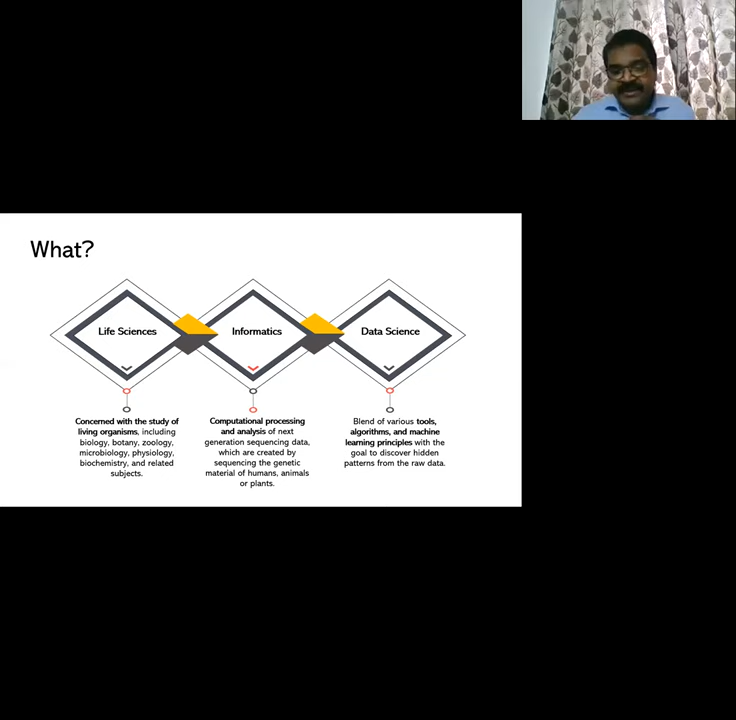 What?
Life Sciences
Informatics
Data Science
Concerned with the study of
living organisms, including
biology, botany, zoology,
microbiology, physiology,
biochemistry, and related
subjects.
Computational processing
and analysis of next
generation sequencing data,
which are created by
sequencing the genetic
material of humans, animals
or plants.
Blend of various tools,
algorithms, and machine
learning principles with the
goal to discover hidden
patterns from the raw data.